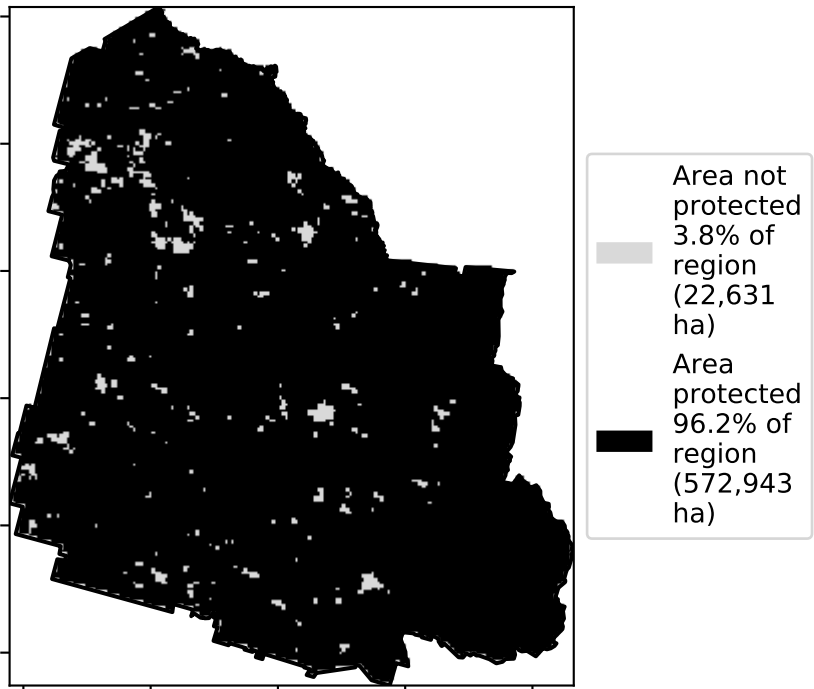 Area not
protected
3.8% of
region
(22,631
ha)
Area
protected
96.2% of
region
(572,943
ha)